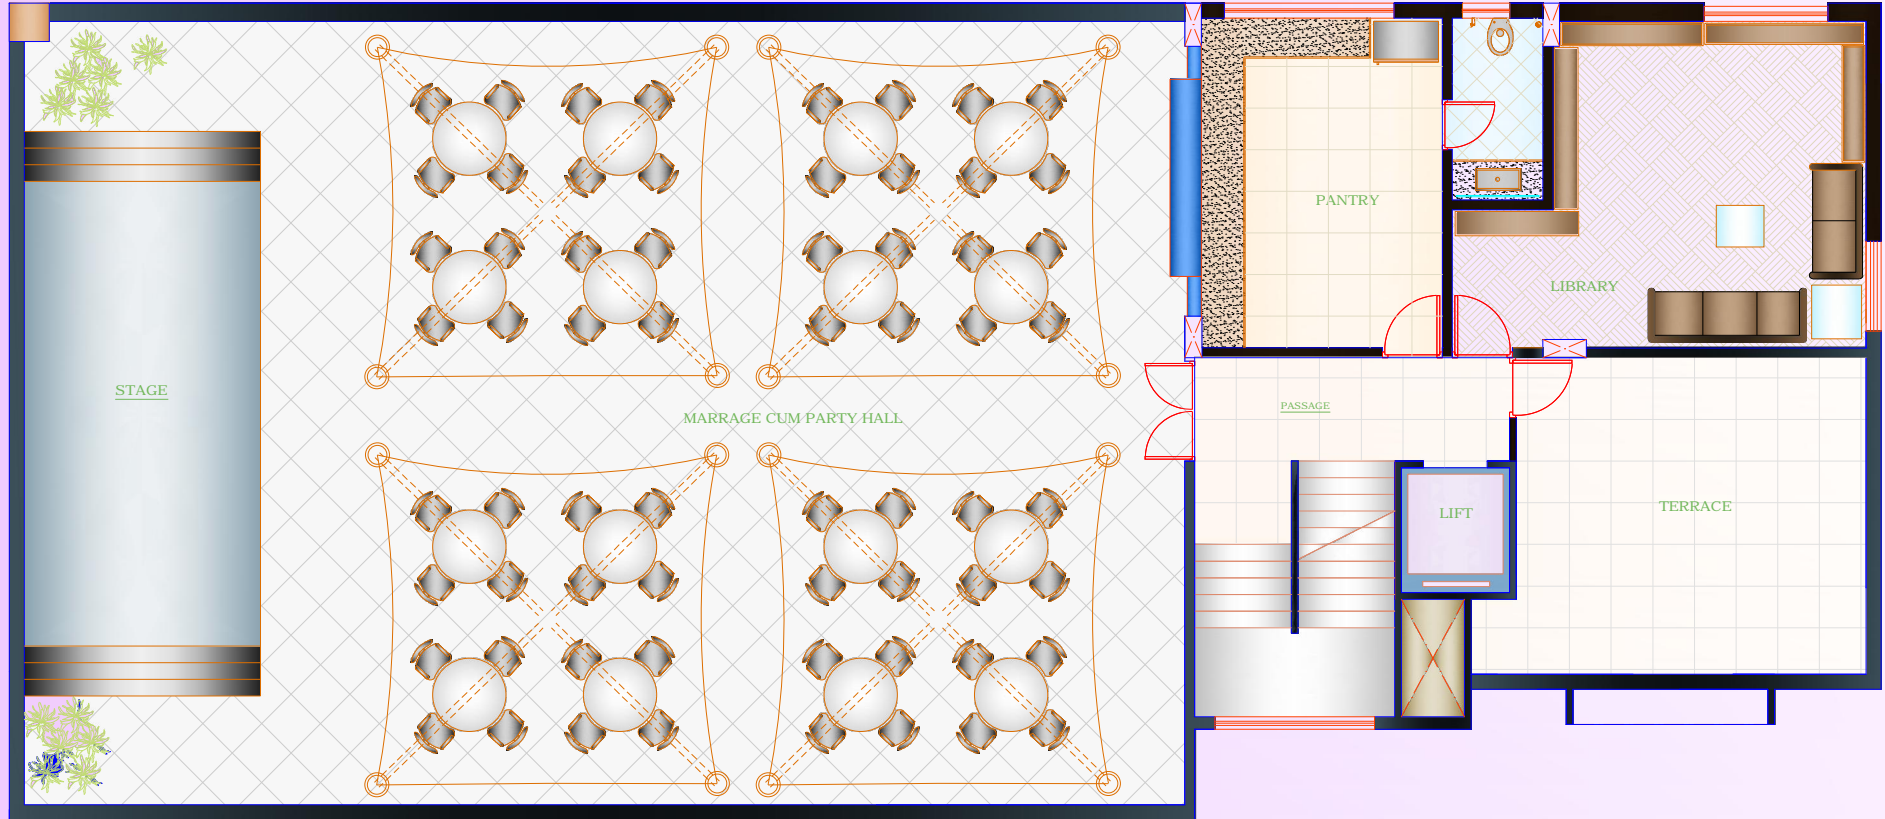 PANTRY
LIBRARY
STAGE
MARRAGE CUM PARTY HALL
PASSAGE
LIFT
TERRACE